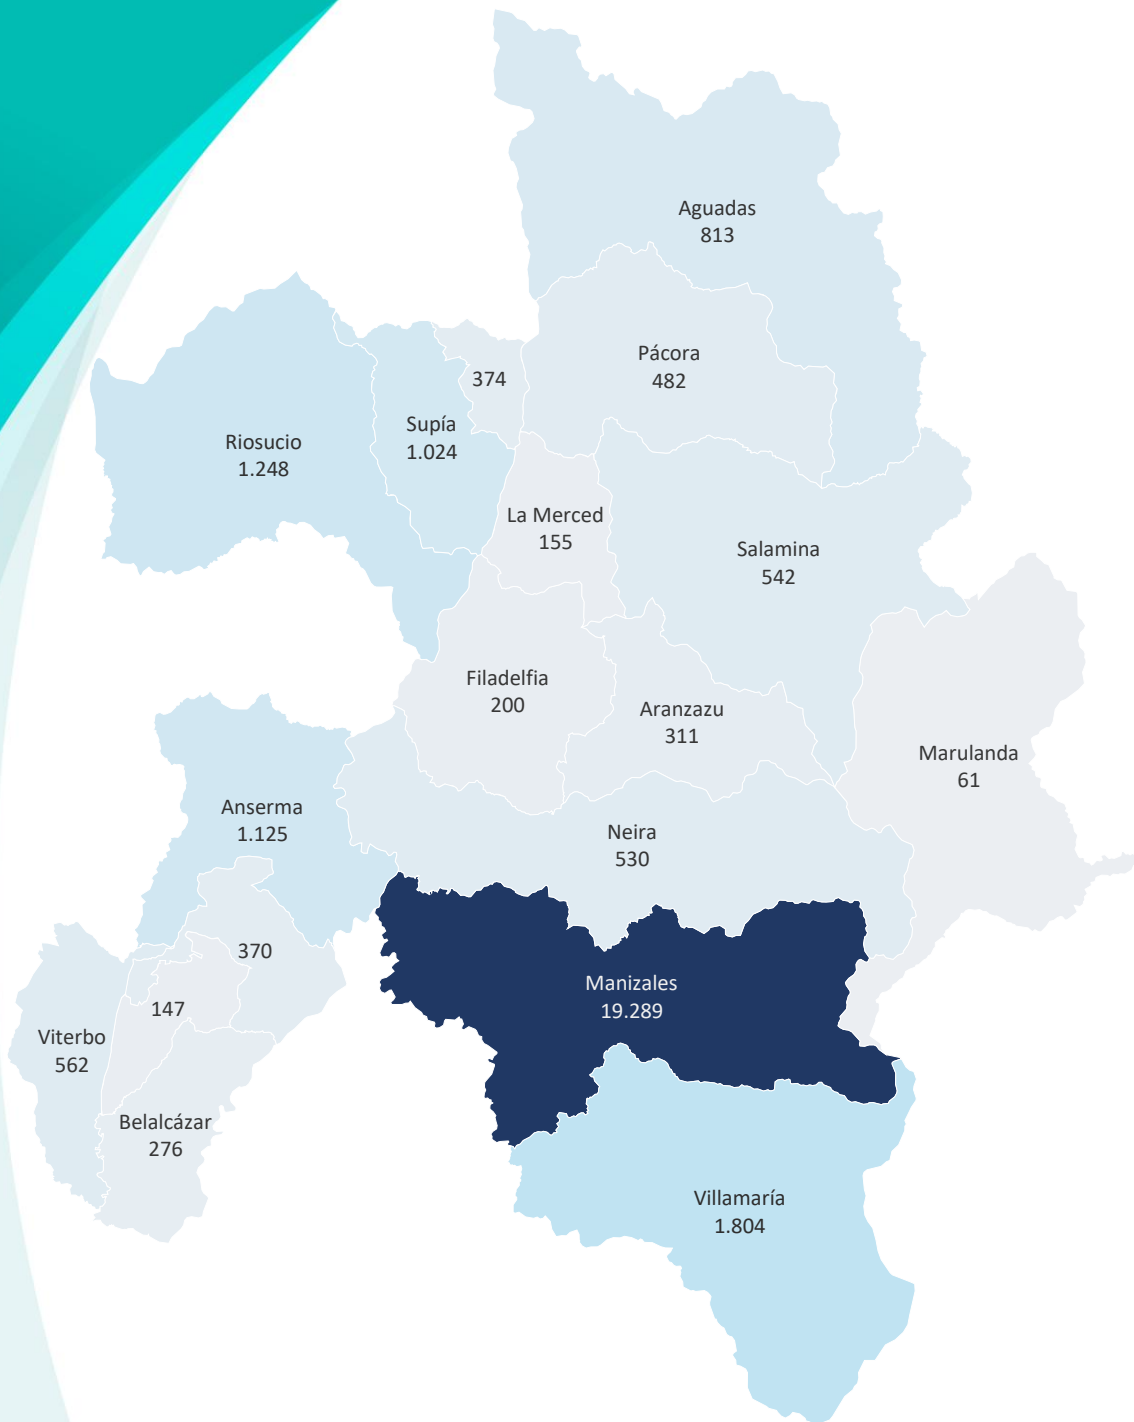 Aguadas
813
Pácora
482
374
Supía
1.024
Riosucio
1.248
La Merced
155
Salamina
542
Filadelfia
200
Aranzazu
311
Marulanda
61
Anserma
1.125
Neira
530
370
Manizales
19.289
147
Viterbo
562
Belalcázar
276
Villamaría
1.804